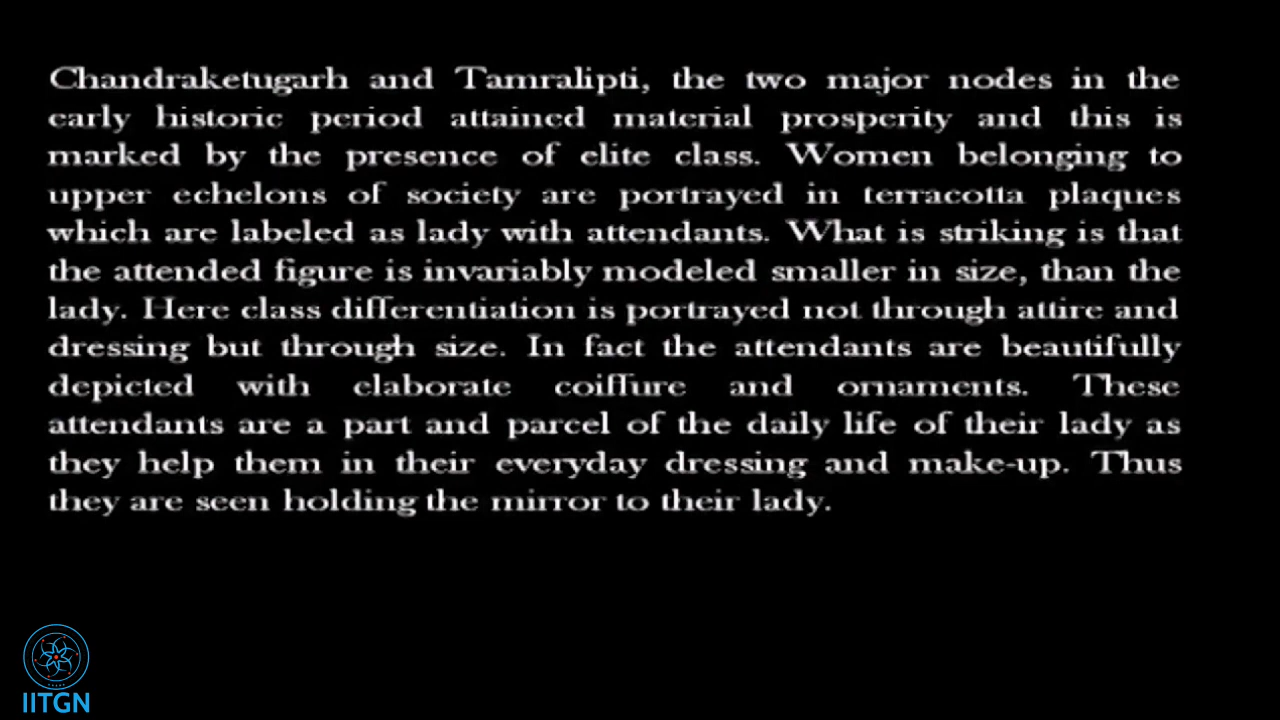 Chandraketugarh and Tamralipti, the two major nodes in the
early historic period attained material prosperity and this is
marked by the presence of elite class. Women belonging to
upper echelons of society are portrayed in terracotta plaques
which are labeled as lady with attendants. What is striking is that
the attended figure is invariably modeled smaller in size, than the
lady. Here class differentiation is portrayed not through attire and
dressing but through size. In fact the attendants are beautifully
depicted with elaborate coiffure and ornaments. These
attendants are a part and parcel of the daily life of their lady as
they help them in their everyday dressing and make-up. Thus
they are seen holding the mirror to their lady.
IITGN